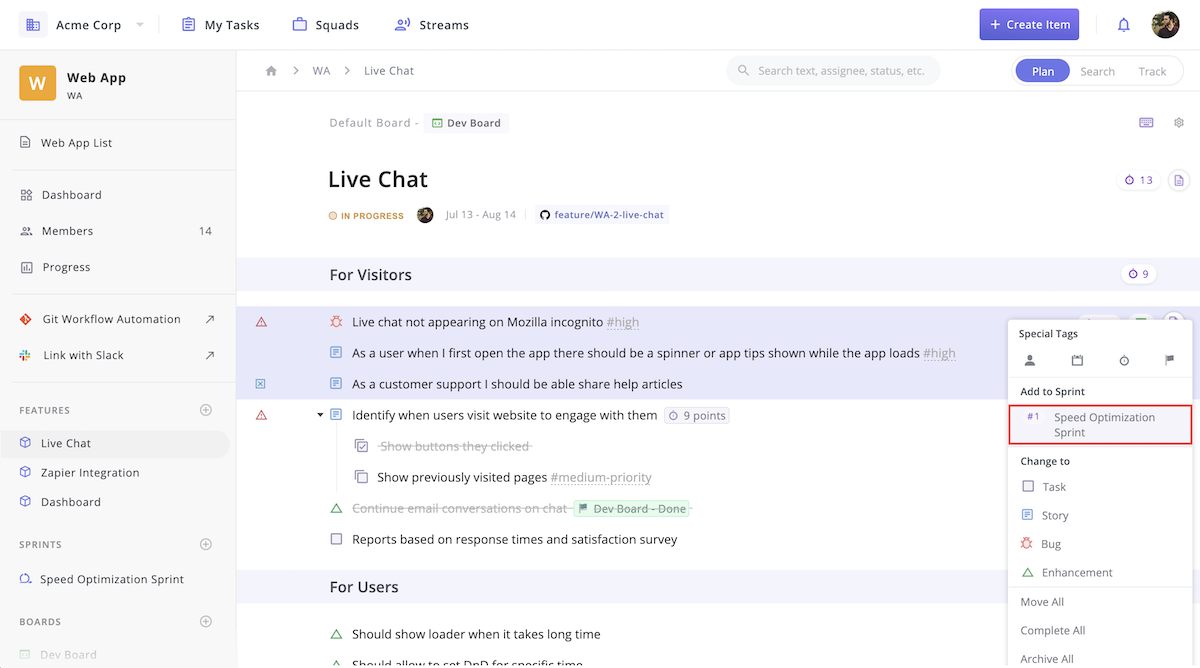 Acme Corp
My Tasks
Squads
Streams
+ Create Item
W
Web App
WA
WA
Live Chat
Search text, assignee, status, etc.
Plan
Search
Track
Web App List
Dashboard
Members
14
Progress
Git Workflow Automation
Link with Slack
FEATURES
Live Chat
Zapier Integration
Dashboard
SPRINTS
Speed Optimization Sprint
BOARDS
Dev Board
Default Board -
Dev Board
Live Chat
13
IN PROGRESS
Jul 13 - Aug 14
feature/WA-2-live-chat
For Visitors
9
Live chat not appearing on Mozilla incognito #high
As a user when I first open the app there should be a spinner or app tips shown while the app loads #high
As a customer support I should be able share help articles
Identify when users visit website to engage with them
9 points
Show buttons they clicked
Show previously visited pages #medium-priority
Continue email conversations on chat
Dev Board - Done
Reports based on response times and satisfaction survey
For Users
Should show loader when it takes long time
Should allow to set DnD for specific time
Special Tags
Add to Sprint
#1
Speed Optimization
Sprint
Change to
Task
Story
Bug
Enhancement
Move All
Complete All
Archive All